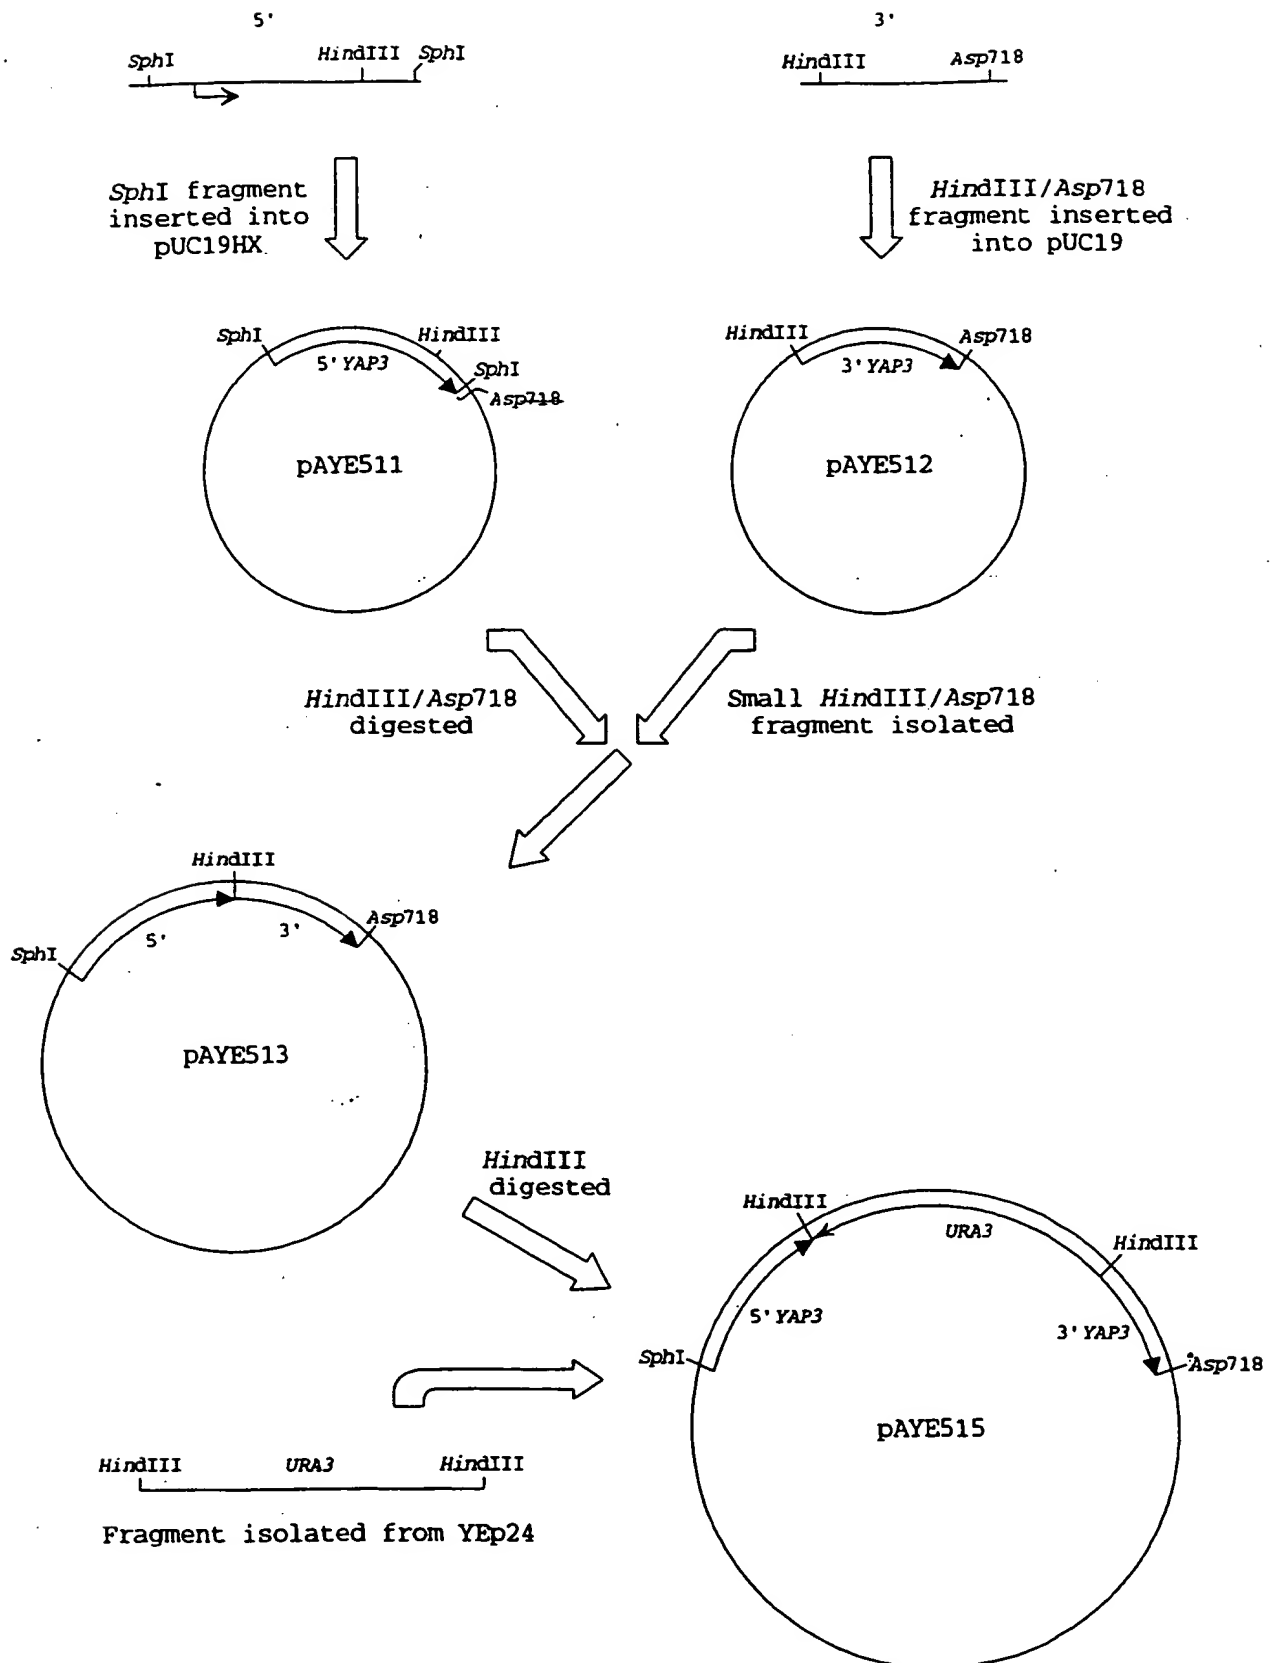 5'
3'
SphI
HindIII
SphI
HindIII
Asp718
SphI fragment
inserted into
pUC19HX
HindIII/Asp718
fragment inserted
into pUC19
SphI
HindIII
5' YAP3
SphI
Asp718
pAYE511
HindIII
Asp718
3' YAP3
pAYE512
HindIII/Asp718
digested
Small HindIII/Asp718
fragment isolated
HindIII
Asp718
5'
3'
SphI
pAYE513
HindIII
digested
HindIII
URA3
HindIII
5' YAP3
3' YAP3
SphI
Asp718
pAYE515
HindIII
URA3
HindIII
Fragment isolated from YEp24